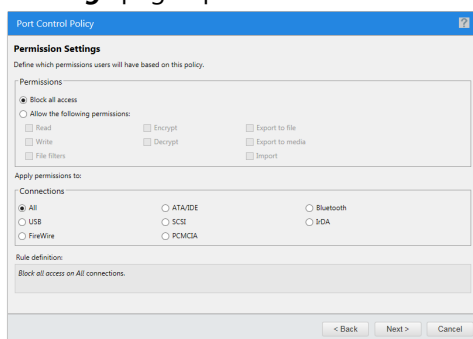 Port Control Policy
?
Permission Settings
Define which permissions users will have based on this policy.
Permissions
Block all access
Allow the following permissions:
Read Encrypt Export to file
Write Decrypt Export to media
File filters Import
Apply permissions to:
Connections
All ATA/IDE Bluetooth
USB SCSI IrDA
FireWire PCMCIA
Rule definition:
Block all access on All connections.
< Back Next > Cancel